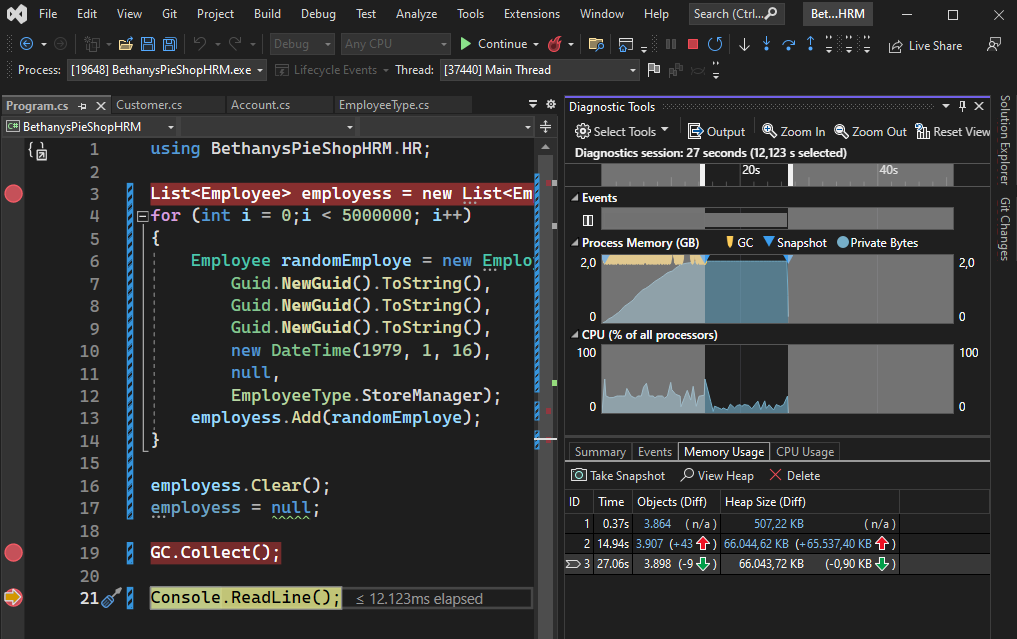 File Edit View Git Project Build Debug Test Analyze Tools Extensions Window Help Search (Ctrl... Bet...HRM
Debug Any CPU Continue Live Share
Process: [19648] BethanysPieShopHRM.exe Lifecycle Events Thread: [37440] Main Thread
Program.cs Customer.cs Account.cs EmployeeType.cs
C# BethanysPieShopHRM
1 using BethanysPieShopHRM.HR;
2
3 List<Employee> employess = new List<Em
4 for (int i = 0;i < 5000000; i++)
5 {
6 Employee randomEmploye = new Emplo
7 Guid.NewGuid().ToString(),
8 Guid.NewGuid().ToString(),
9 Guid.NewGuid().ToString(),
10 new DateTime(1979, 1, 16),
11 null,
12 EmployeeType.StoreManager);
13 employess.Add(randomEmploye);
14 }
15
16 employess.Clear();
17 employess = null;
18
19 GC.Collect();
20
21 Console.ReadLine(); ≤ 12.123ms elapsed
Diagnostic Tools
Select Tools Output Zoom In Zoom Out Reset View
Diagnostics session: 27 seconds (12,123 s selected)
20s 40s
Events
Process Memory (GB) GC Snapshot Private Bytes
2,0 2,0
0 0
CPU (% of all processors)
100 100
0 0
Summary Events Memory Usage CPU Usage
Take Snapshot View Heap Delete
ID Time Objects (Diff) Heap Size (Diff)
1 0.37s 3.864 (n/a) 507,22 KB (n/a)
2 14.94s 3.907 (+43 ) 66.044,62 KB (+65.537,40 KB )
3 27.06s 3.898 (-9 ) 66.043,72 KB (-0,90 KB )
Solution Explorer
Git Changes